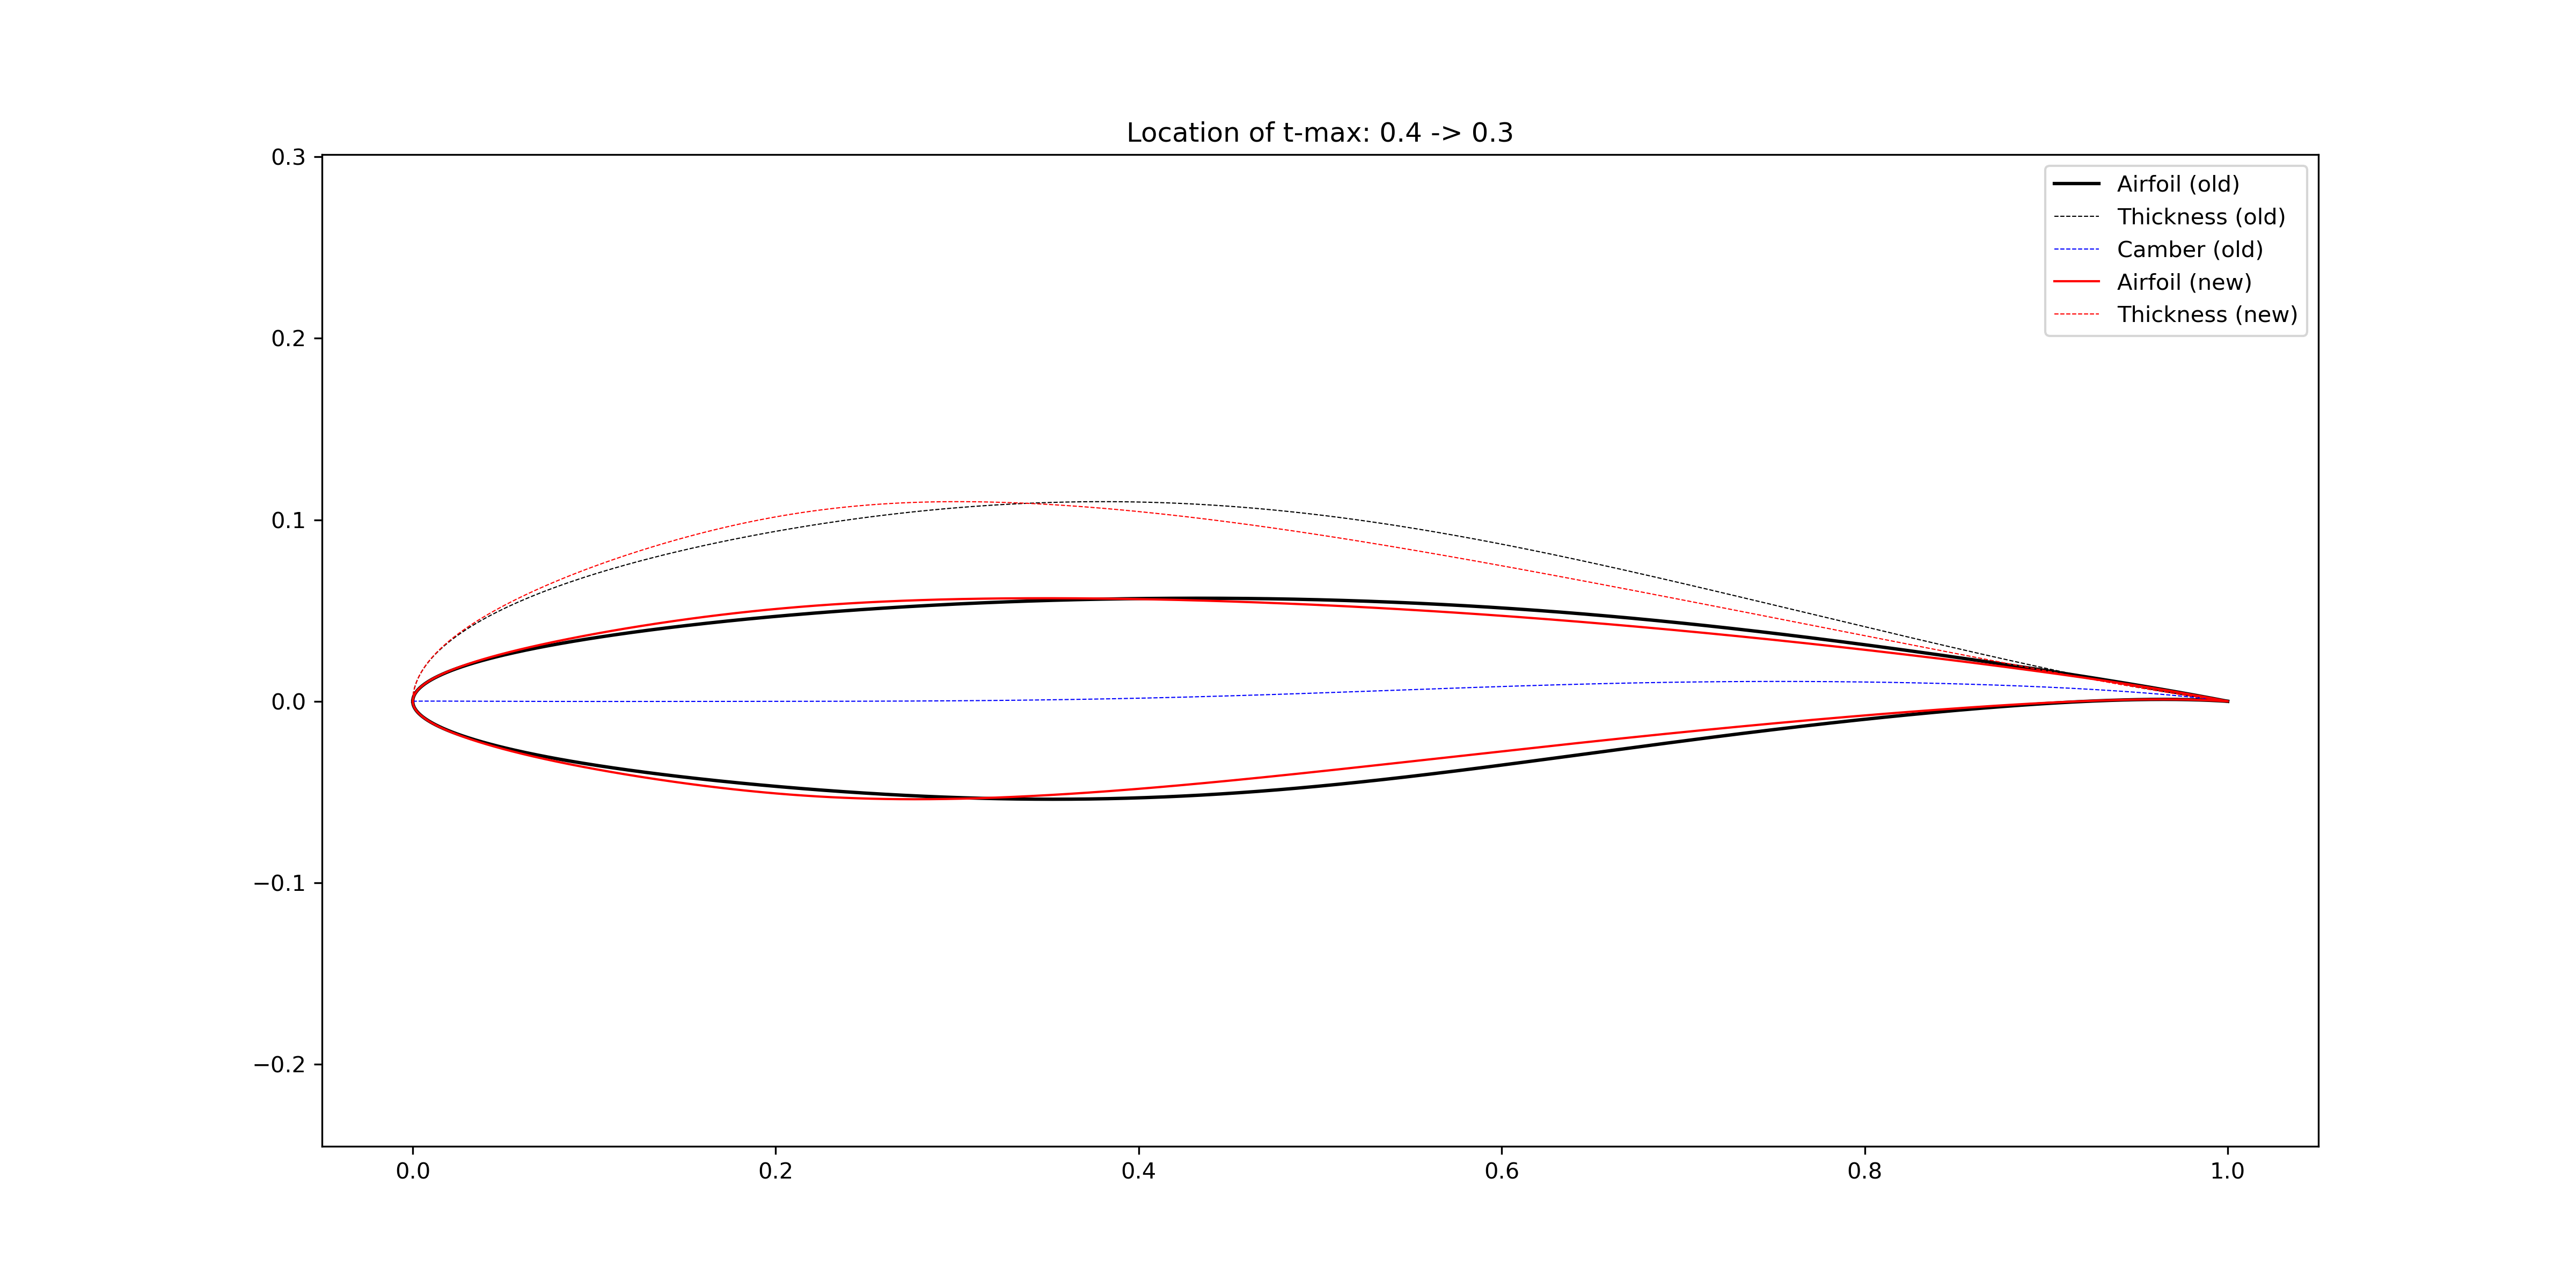 Location of t-max: 0.4 -> 0.3
0.3
0.2
0.1
0.0
−0.1
−0.2
Airfoil (old)
Thickness (old)
Camber (old)
Airfoil (new)
Thickness (new)
0.0 0.2 0.4 0.6 0.8 1.0